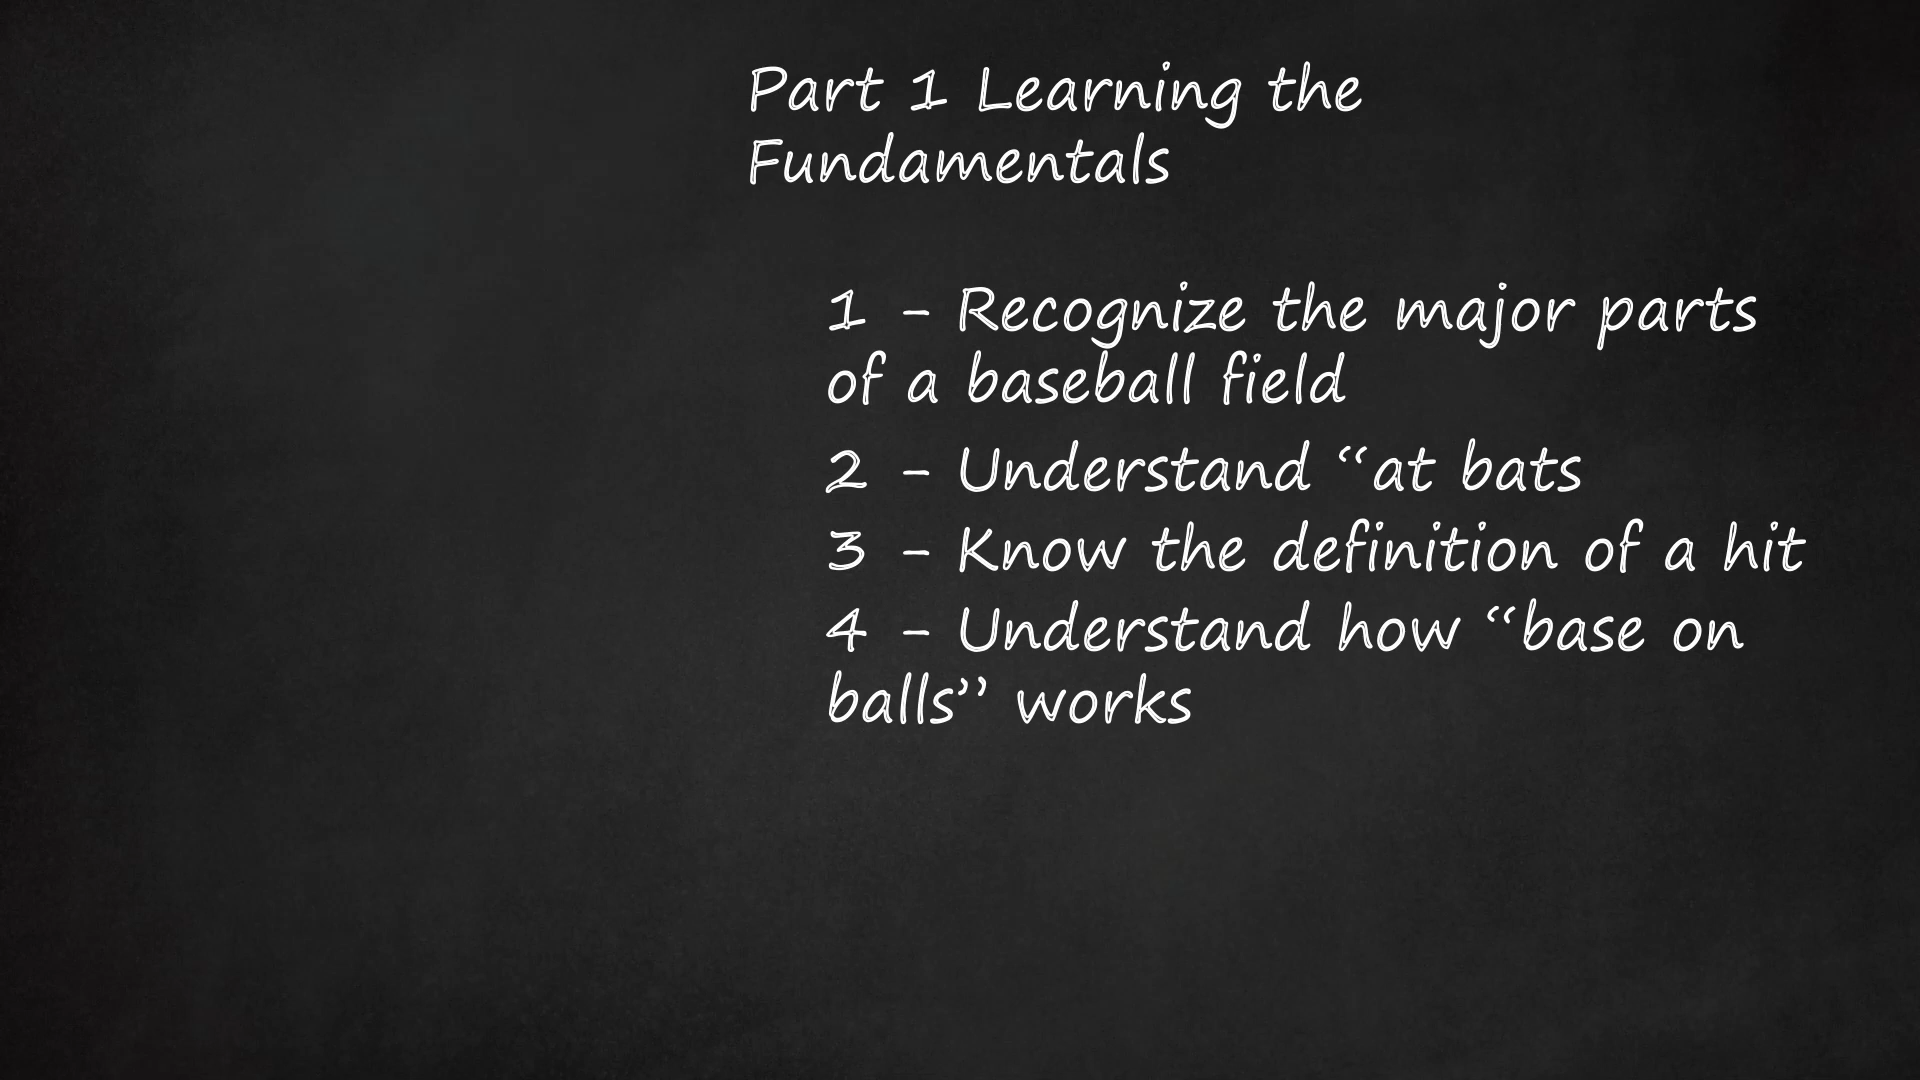 Part 1 Learning the
Fundamentals
1 - Recognize the major parts
of a baseball field
2 - Understand “at bats
3 - Know the definition of a hit
4 - Understand how “base on
balls” works